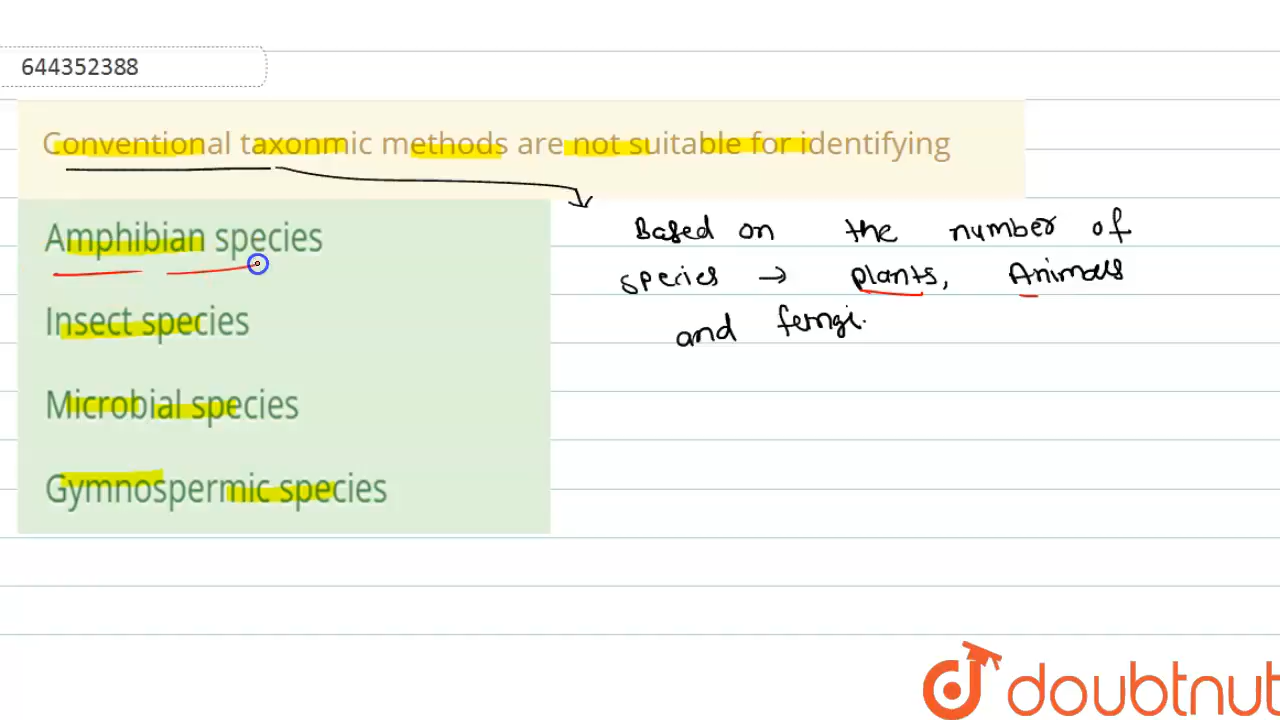 644352388
Conventional taxonmic methods are not suitable for identifying
Amphibian species
Insect species
Microbial species
Gymnospermic species
Based on the number of
species → plants, Animals
and fungi.
doubtnut